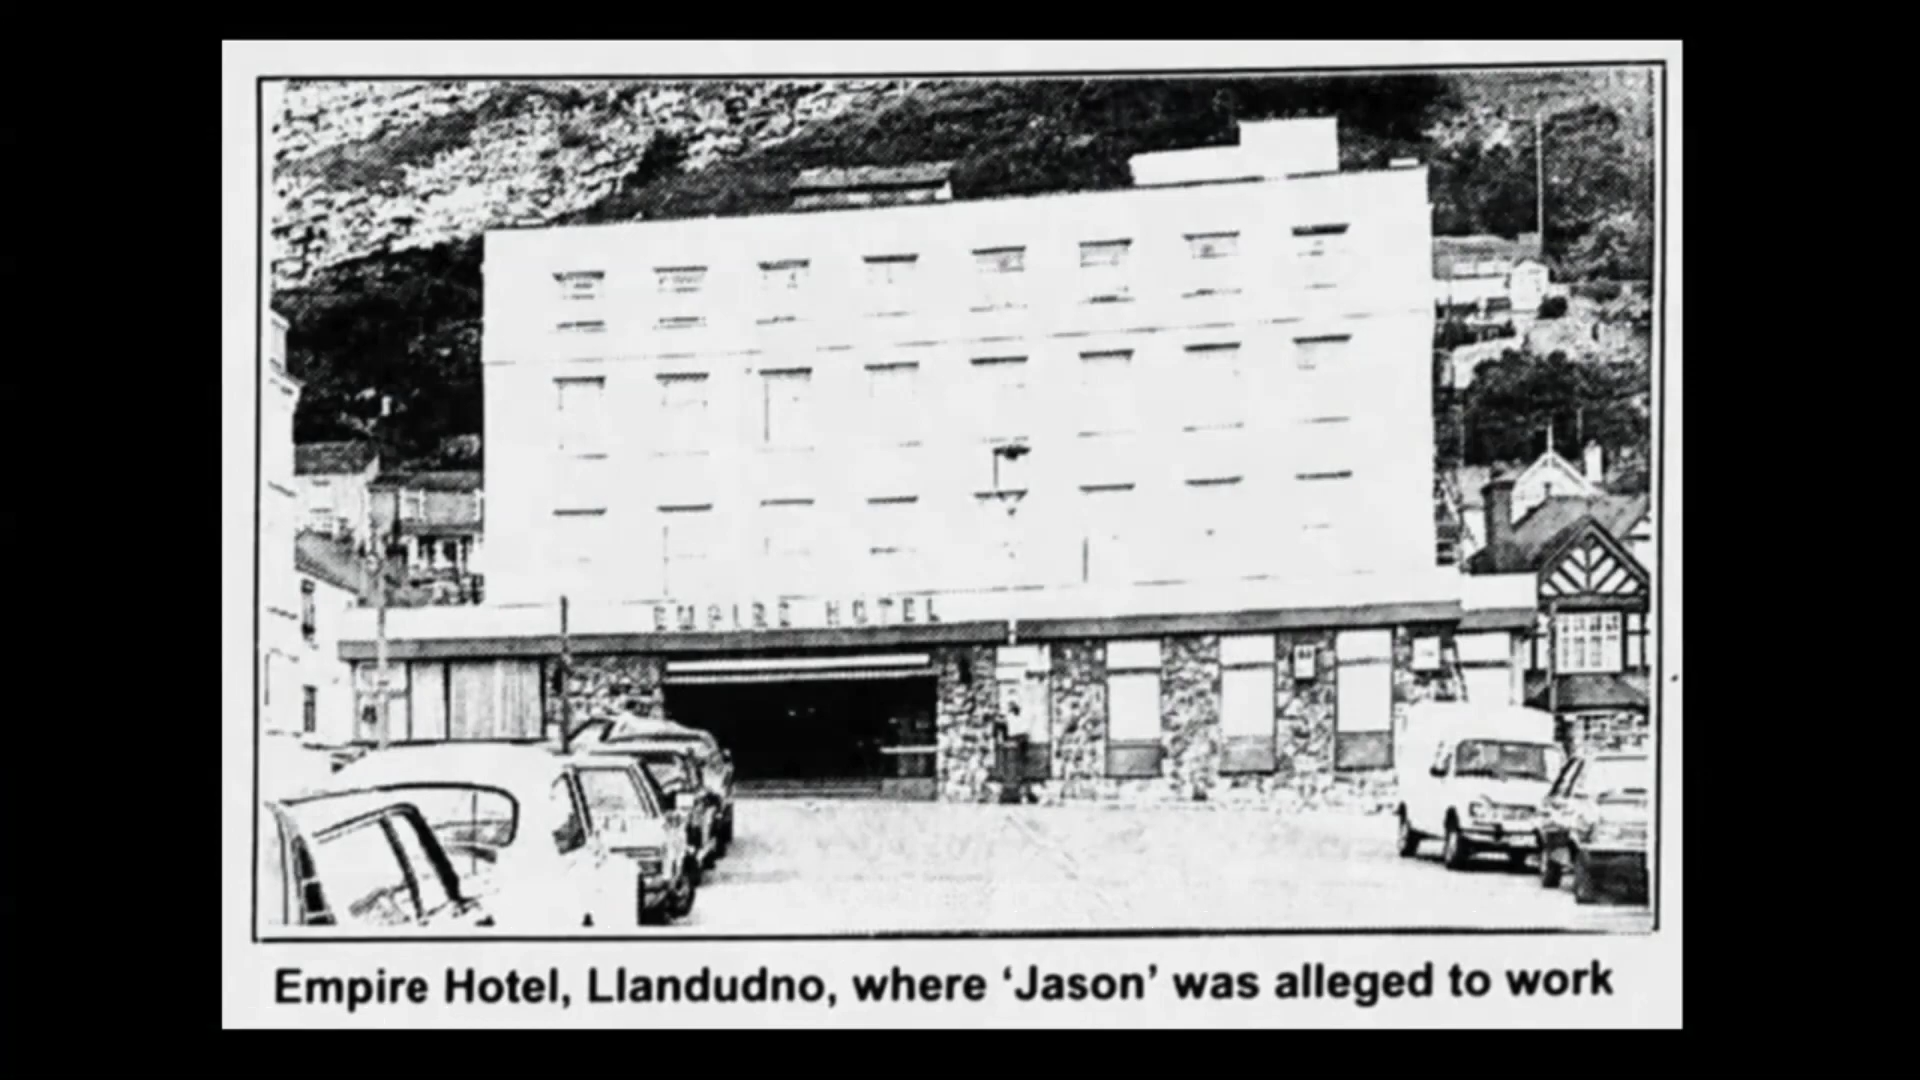 EMPIRE HOTEL
Empire Hotel, Llandudno, where ‘Jason’ was alleged to work